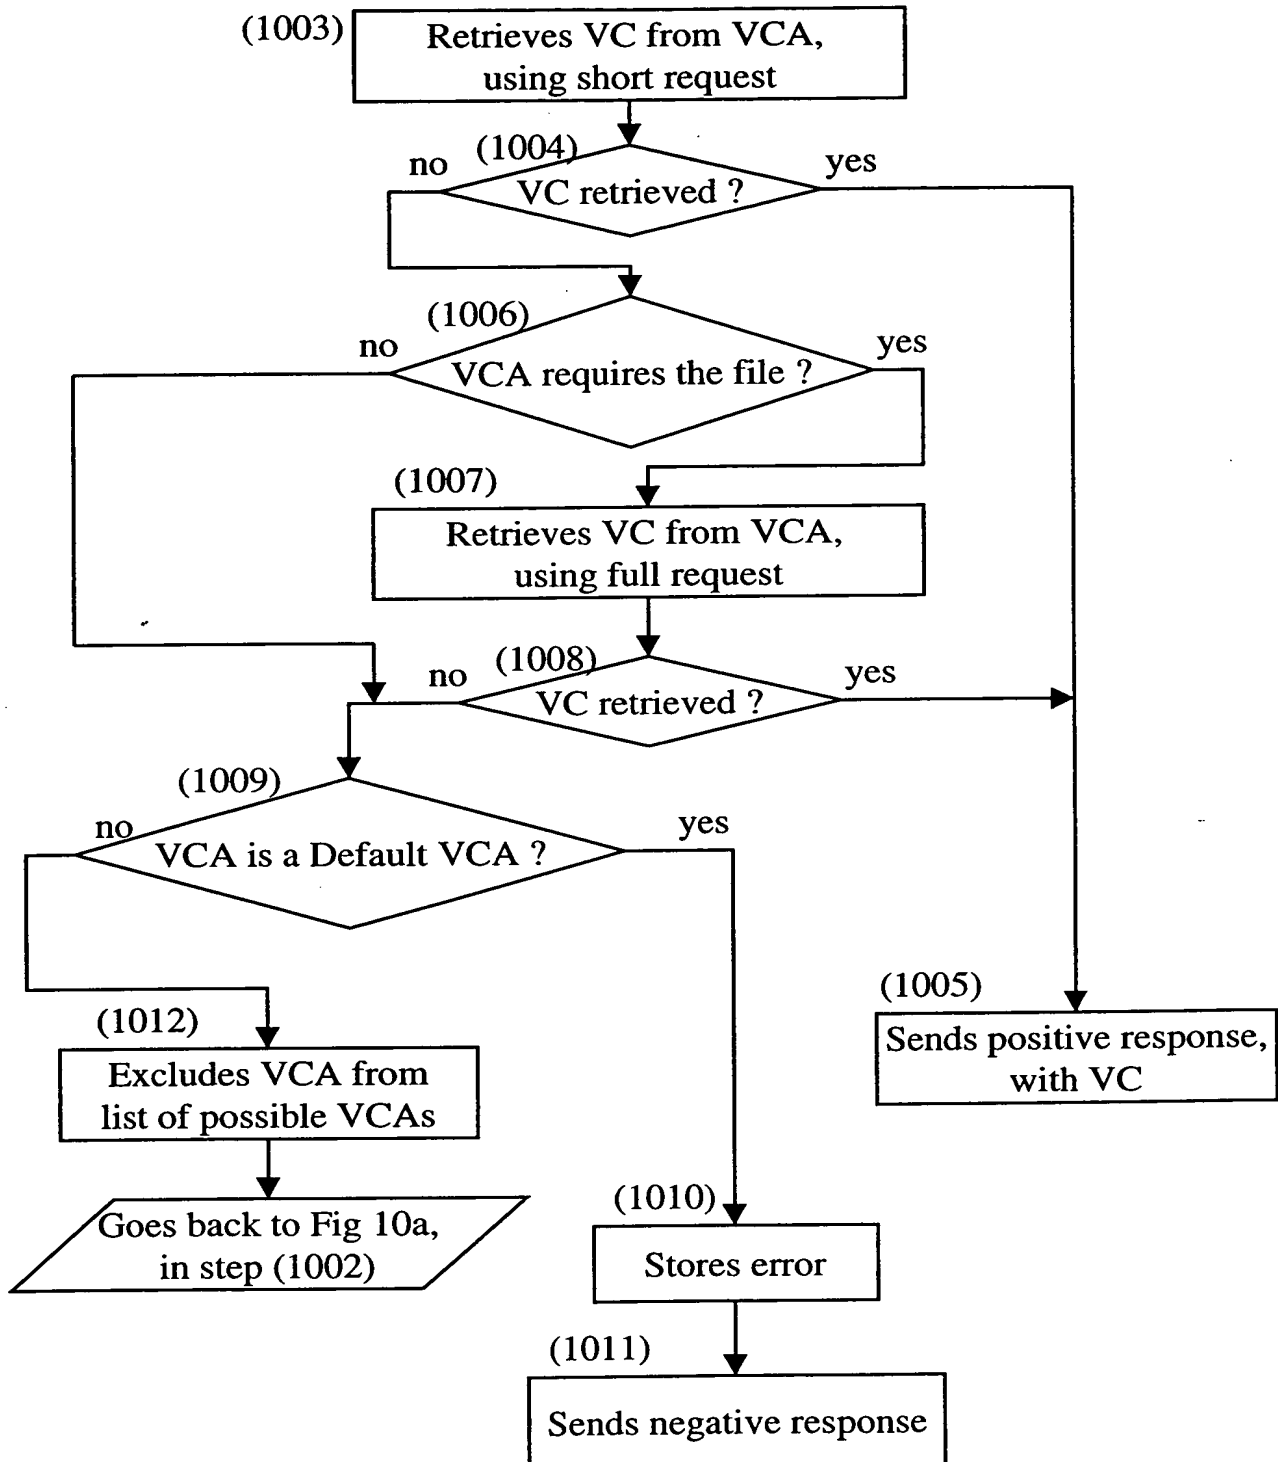 (1003)
Retrieves VC from VCA,
using short request
(1004)
no
yes
VC retrieved ?
(1006)
no
yes
VCA requires the file ?
(1007)
Retrieves VC from VCA,
using full request
(1008)
no
yes
VC retrieved ?
(1009)
no
yes
VCA is a Default VCA ?
(1005)
Sends positive response,
with VC
(1012)
Excludes VCA from
list of possible VCAs
Goes back to Fig 10a,
in step (1002)
(1010)
Stores error
(1011)
Sends negative response